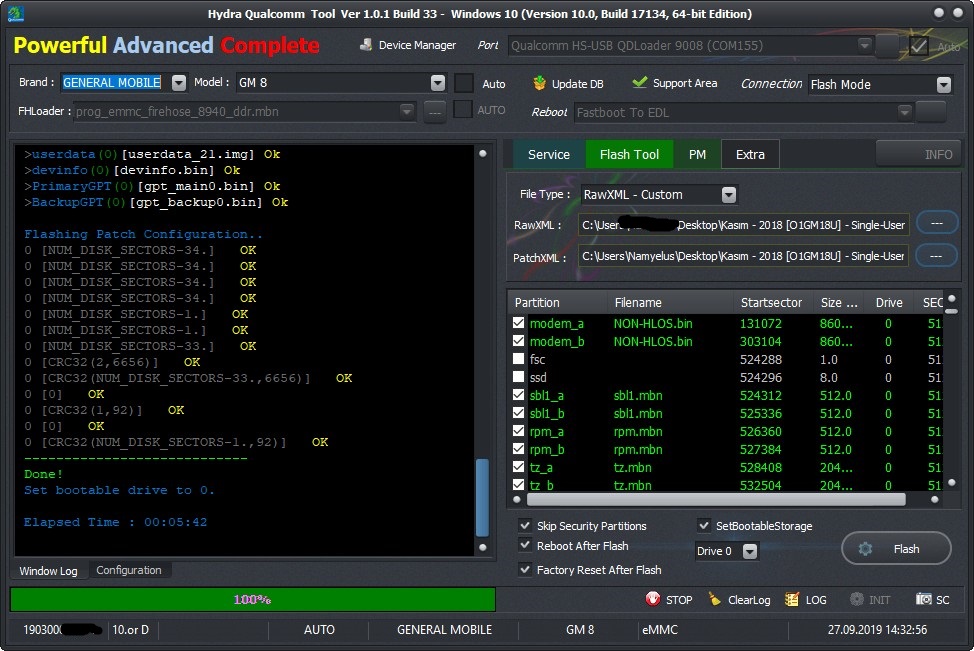 Hydra Qualcomm Tool Ver 1.0.1 Build 33 - Windows 10 (Version 10.0, Build 17134, 64-bit Edition)
Powerful Advanced Complete
Device Manager Port Qualcomm HS-USB QDLoader 9008 (COM155) Auto
Brand : GENERAL MOBILE Model : GM 8 Auto Update DB Support Area Connection Flash Mode
FHLoader : prog_emmc_firehose_8940_ddr.mbn --- AUTO Reboot Fastboot To EDL
>userdata(0)[userdata_21.img] Ok
>devinfo(0)[devinfo.bin] Ok
>PrimaryGPT(0)[gpt_main0.bin] Ok
>BackupGPT(0)[gpt_backup0.bin] Ok
Flashing Patch Configuration..
0 [NUM_DISK_SECTORS-34.] OK
0 [NUM_DISK_SECTORS-34.] OK
0 [NUM_DISK_SECTORS-34.] OK
0 [NUM_DISK_SECTORS-34.] OK
0 [NUM_DISK_SECTORS-1.] OK
0 [NUM_DISK_SECTORS-1.] OK
0 [NUM_DISK_SECTORS-33.] OK
0 [CRC32(2,6656)] OK
0 [CRC32(NUM_DISK_SECTORS-33.,6656)] OK
0 [0] OK
0 [CRC32(1,92)] OK
0 [0] OK
0 [CRC32(NUM_DISK_SECTORS-1.,92)] OK
----------------------------
Done!
Set bootable drive to 0.
Elapsed Time : 00:05:42
Window Log Configuration
100%
Service Flash Tool PM Extra INFO
File Type : RawXML - Custom
RawXML : C:\Users Desktop\Kasım - 2018 [O1GM18U] - Single-User ---
PatchXML : C:\Users\Namyelus\Desktop\Kasım - 2018 [O1GM18U] - Single-User ---
Partition Filename Startsector Size ... Drive SEC
modem_a NON-HLOS.bin 131072 860... 0 51
modem_b NON-HLOS.bin 303104 860... 0 51
fsc 524288 1.0 0 51
ssd 524296 8.0 0 51
sbl1_a sbl1.mbn 524312 512.0 0 51
sbl1_b sbl1.mbn 525336 512.0 0 51
rpm_a rpm.mbn 526360 512.0 0 51
rpm_b rpm.mbn 527384 512.0 0 51
tz_a tz.mbn 528408 204... 0 51
tz_b tz.mbn 532504 204... 0 51
Skip Security Partitions SetBootableStorage
Reboot After Flash Drive 0 Flash
Factory Reset After Flash
STOP ClearLog LOG INIT SC
190300 10.or D AUTO GENERAL MOBILE GM 8 eMMC 27.09.2019 14:32:56